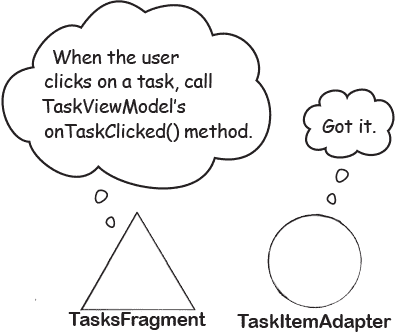 When the user
clicks on a task, call
TaskViewModel's
onTaskClicked() method.
Got it.
TasksFragment
TaskItemAdapter